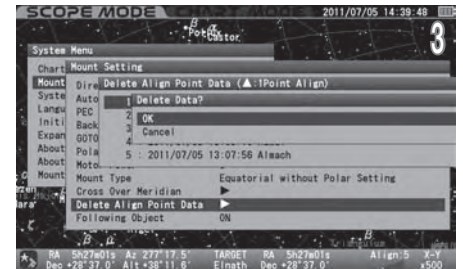 SCOPE MODE
2011/07/05 14:39:48
3
β
Castor
System Menu
Chart
Mount Setting
Mount
Dire
Delete Align Point Data (▲:1Point Align)
Syste
Auto
1
Delete Data?
Langu
PEC
2
OK
Initi
Back
3
Cancel
Expan
GOTO
4
About
Pola
5 : 2011/07/05 13:07:56 Almach
About
Moto
Mount
Mount Type
Equatorial without Polar Setting
Cross Over Meridian ▶
Delete Align Point Data ▶
Following Object
ON
β α
β
Triangulum
RA 5h27m01s Az 277°17.5' TARGET RA 5h27m01s Align:5 X-Y
Dec +28°37.0' Alt +38°11.6' Elnath Dec +28°37.0' x500